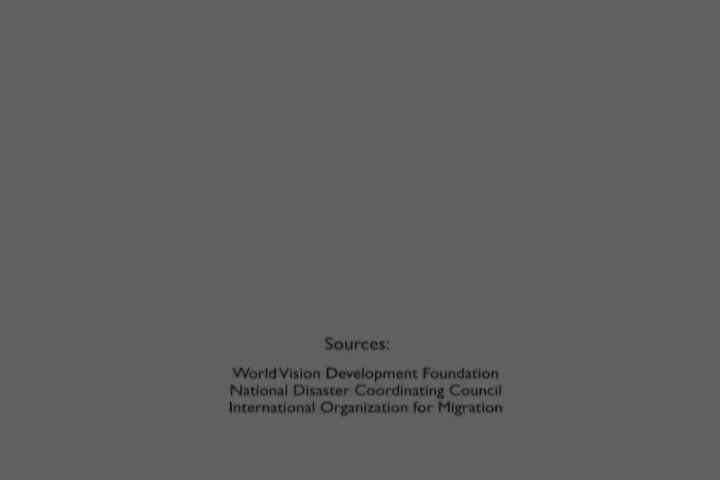 Sources:
World Vision Development Foundation
National Disaster Coordinating Council
International Organization for Migration